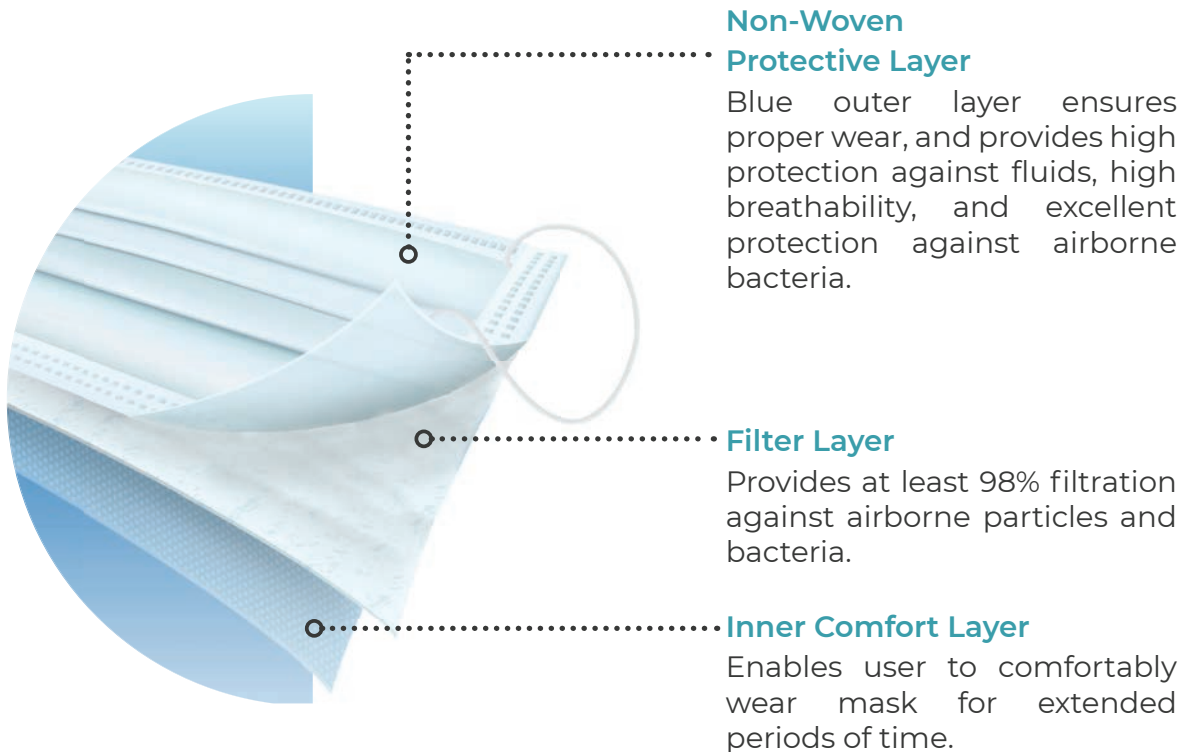 Non-Woven
Protective Layer
Blue outer layer ensures
proper wear, and provides high
protection against fluids, high
breathability, and excellent
protection against airborne
bacteria.
Filter Layer
Provides at least 98% filtration
against airborne particles and
bacteria.
Inner Comfort Layer
Enables user to comfortably
wear mask for extended
periods of time.